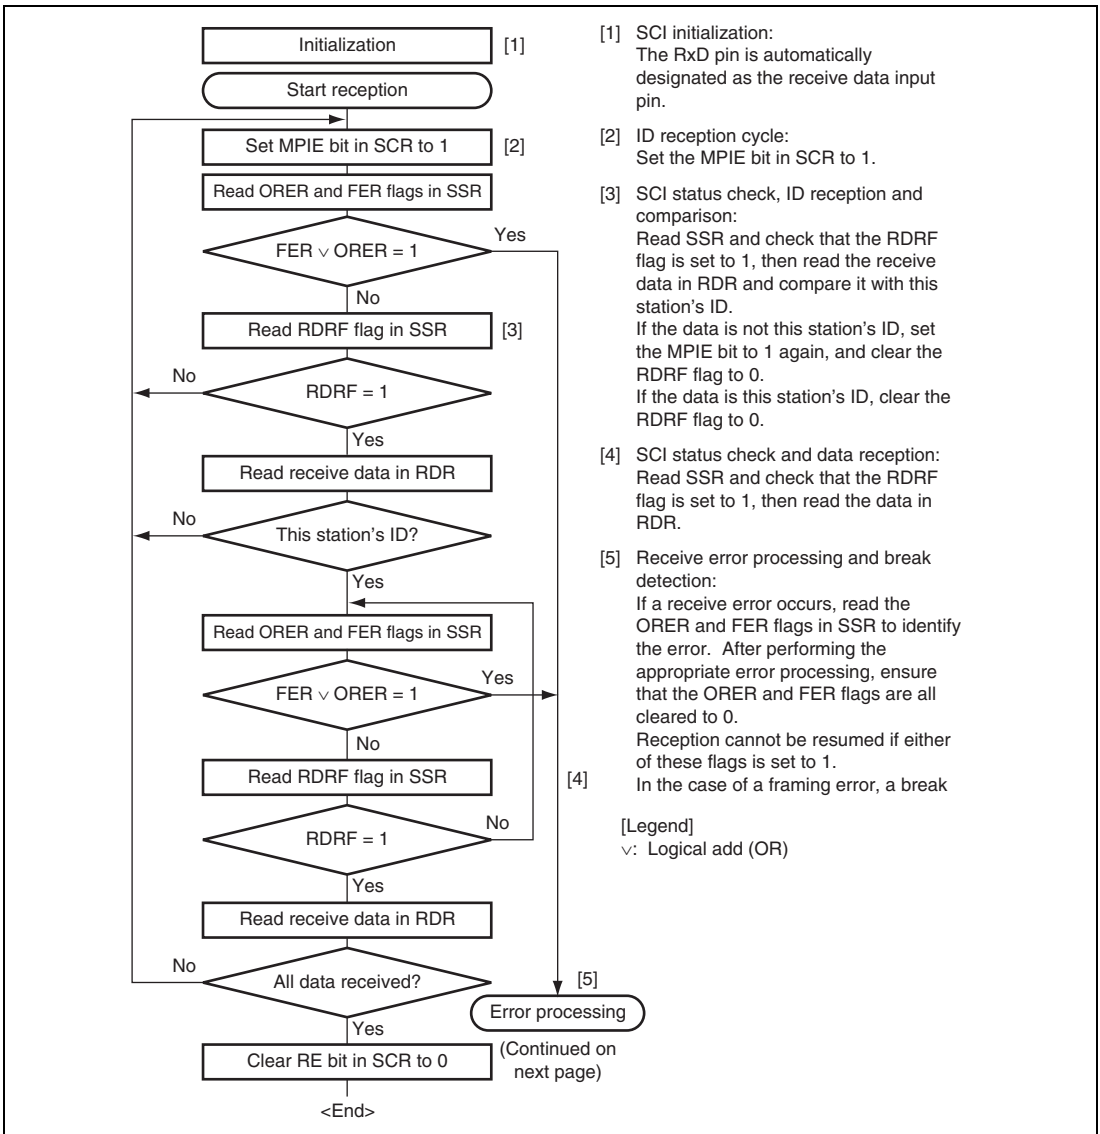 Initialization
[1]
Start reception
Set MPIE bit in SCR to 1
[2]
Read ORER and FER flags in SSR
FER ∨ ORER = 1
Yes
No
Read RDRF flag in SSR
[3]
No
RDRF = 1
Yes
Read receive data in RDR
No
This station's ID?
Yes
Read ORER and FER flags in SSR
FER ∨ ORER = 1
Yes
No
Read RDRF flag in SSR
[4]
RDRF = 1
No
Yes
Read receive data in RDR
No
All data received?
[5]
Yes
Error processing
(Continued on
next page)
Clear RE bit in SCR to 0
<End>
[1] SCI initialization:
The RxD pin is automatically
designated as the receive data input
pin.
[2] ID reception cycle:
Set the MPIE bit in SCR to 1.
[3] SCI status check, ID reception and
comparison:
Read SSR and check that the RDRF
flag is set to 1, then read the receive
data in RDR and compare it with this
station's ID.
If the data is not this station's ID, set
the MPIE bit to 1 again, and clear the
RDRF flag to 0.
If the data is this station's ID, clear the
RDRF flag to 0.
[4] SCI status check and data reception:
Read SSR and check that the RDRF
flag is set to 1, then read the data in
RDR.
[5] Receive error processing and break
detection:
If a receive error occurs, read the
ORER and FER flags in SSR to identify
the error. After performing the
appropriate error processing, ensure
that the ORER and FER flags are all
cleared to 0.
Reception cannot be resumed if either
of these flags is set to 1.
In the case of a framing error, a break
[Legend]
∨: Logical add (OR)